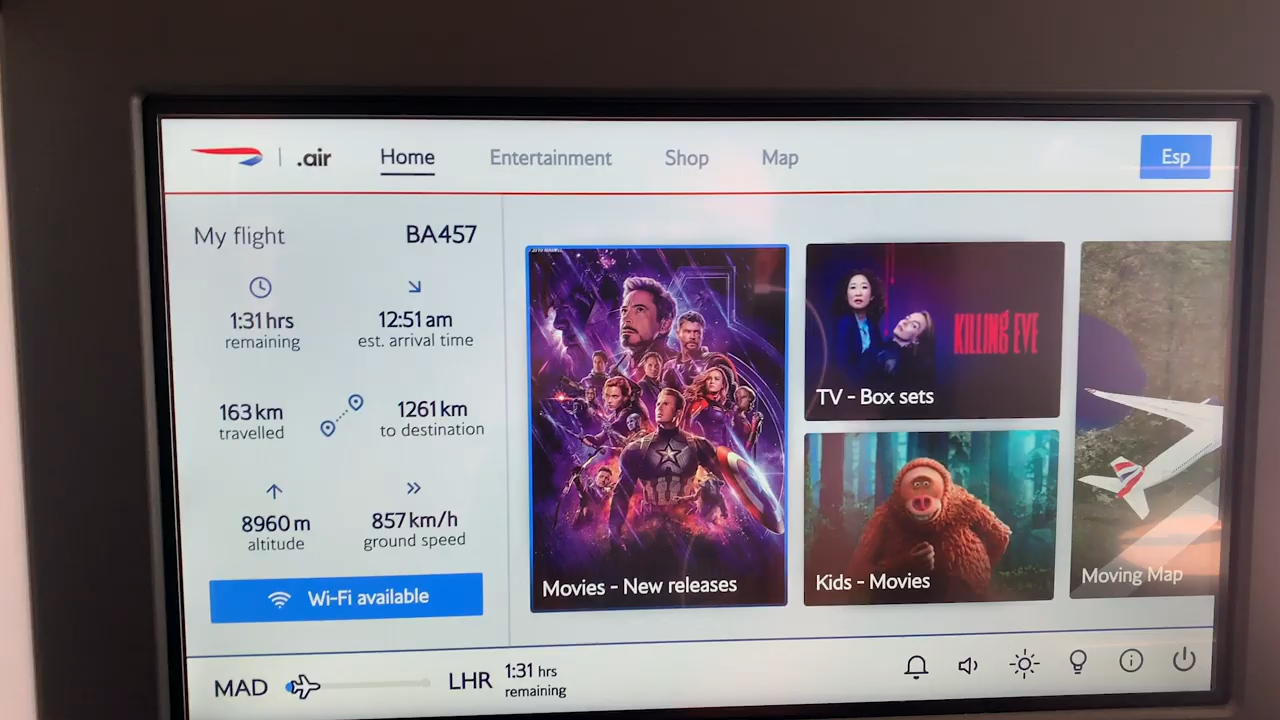 .air
Home
Entertainment
Shop
Map
Esp
My flight
BA457
1:31 hrs
remaining
12:51 am
est. arrival time
163 km
travelled
1261 km
to destination
8960 m
altitude
857 km/h
ground speed
Wi-Fi available
Movies - New releases
KILLING EVE
TV - Box sets
Kids - Movies
Moving Map
MAD
LHR
1:31 hrs
remaining